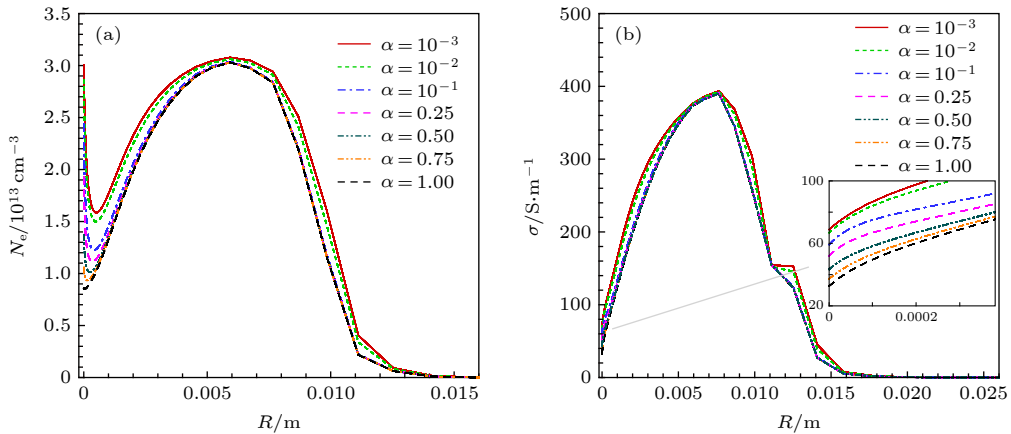 (a)
3.5
3.0
2.5
2.0
1.5
1.0
0.5
0
Nₑ/10¹³ cm⁻³
0
0.005
0.010
0.015
R/m
α = 10⁻³
α = 10⁻²
α = 10⁻¹
α = 0.25
α = 0.50
α = 0.75
α = 1.00
(b)
500
400
300
200
100
0
σ/S·m⁻¹
0
0.005
0.010
0.015
0.020
0.025
R/m
α = 10⁻³
α = 10⁻²
α = 10⁻¹
α = 0.25
α = 0.50
α = 0.75
α = 1.00
100
60
20
0
0.0002